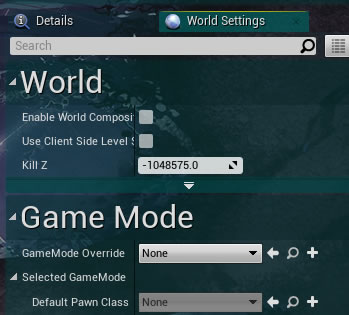 Details
World Settings
Search
World
Enable World Composi
Use Client Side Level S
Kill Z
-1048575.0
Game Mode
GameMode Override
None
Selected GameMode
Default Pawn Class
None